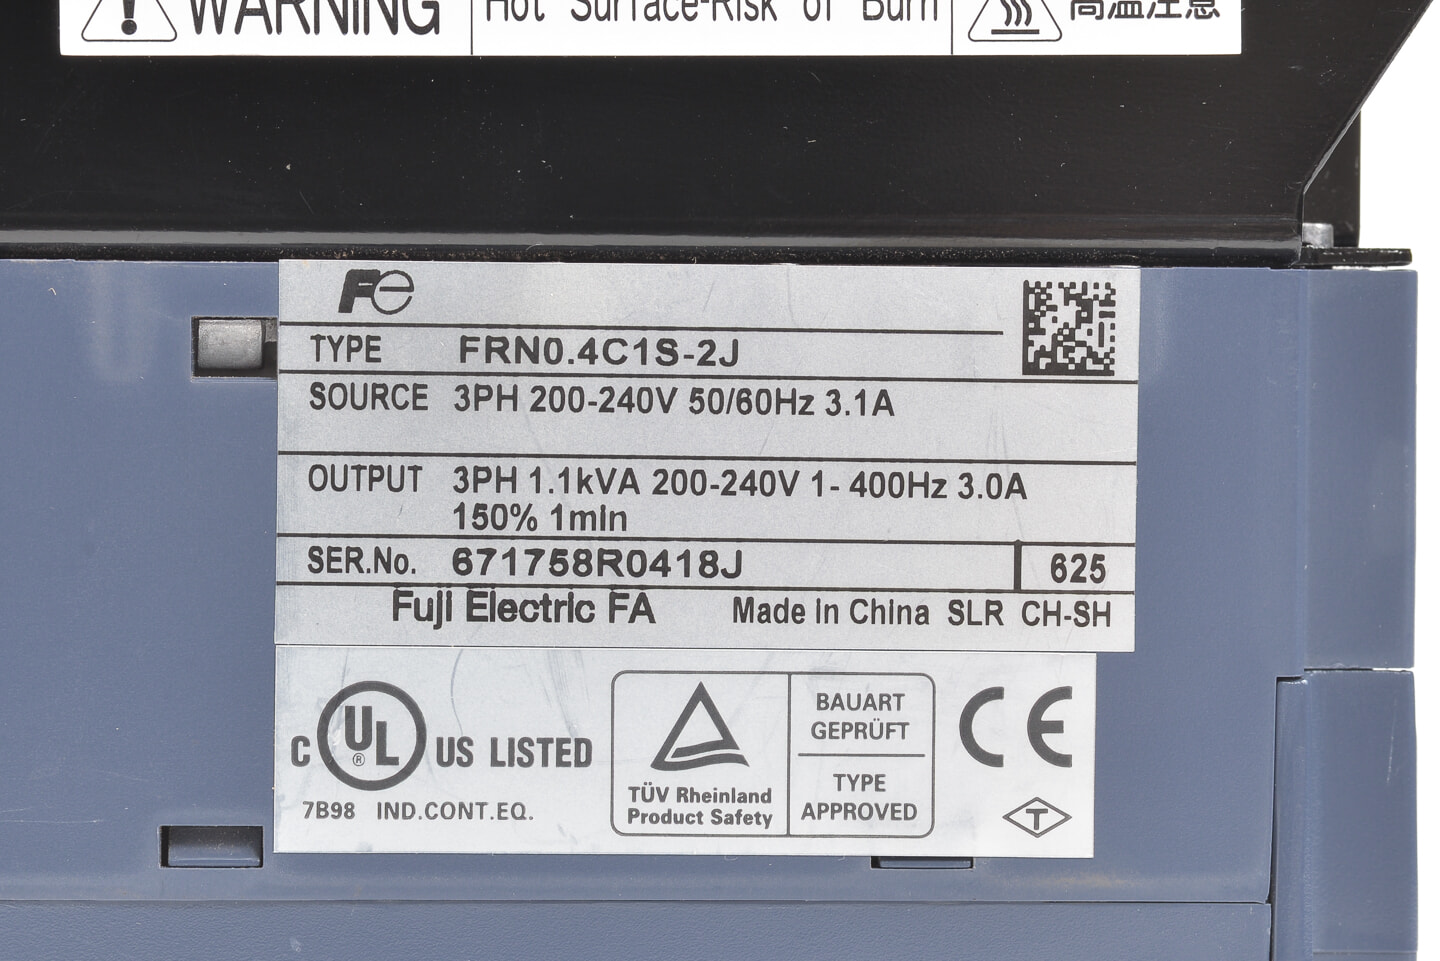 WARNING
Hot Surface-Risk of Burn
高温注意
Fe
TYPE FRN0.4C1S-2J
SOURCE 3PH 200-240V 50/60Hz 3.1A
OUTPUT 3PH 1.1kVA 200-240V 1- 400Hz 3.0A
150% 1min
SER.No. 671758R0418J 625
Fuji Electric FA Made in China SLR CH-SH
C UL ® US LISTED
7B98 IND.CONT.EQ.
TÜV Rheinland
Product Safety
BAUART
GEPRÜFT
TYPE
APPROVED
CE
T